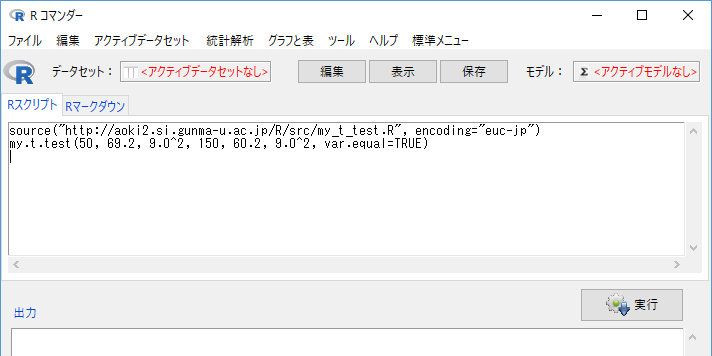 R コマンダー
ファイル 編集 アクティブデータセット 統計解析 グラフと表 ツール ヘルプ 標準メニュー
データセット： <アクティブデータセットなし> 編集 表示 保存 モデル： Σ <アクティブモデルなし>
Rスクリプト Rマークダウン
source("http://aoki2.si.gunma-u.ac.jp/R/src/my_t_test.R", encoding="euc-jp")
my.t.test(50, 69.2, 9.0^2, 150, 60.2, 9.0^2, var.equal=TRUE)
実行
出力